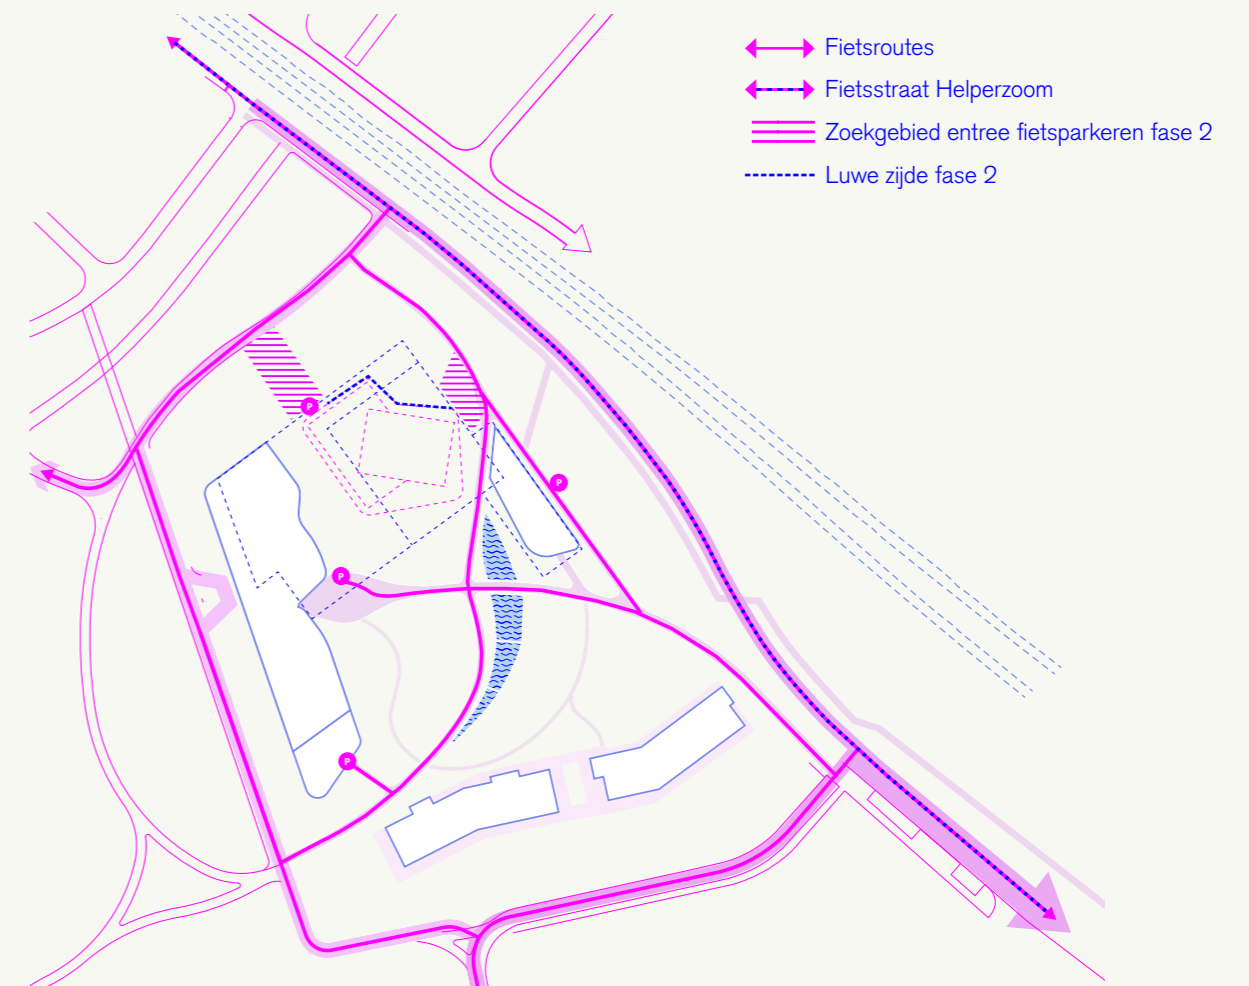 Fietsroutes
Fietsstraat Helperzoom
Zoekgebied entree fietsparkeren fase 2
Luwe zijde fase 2
P
P
P
P